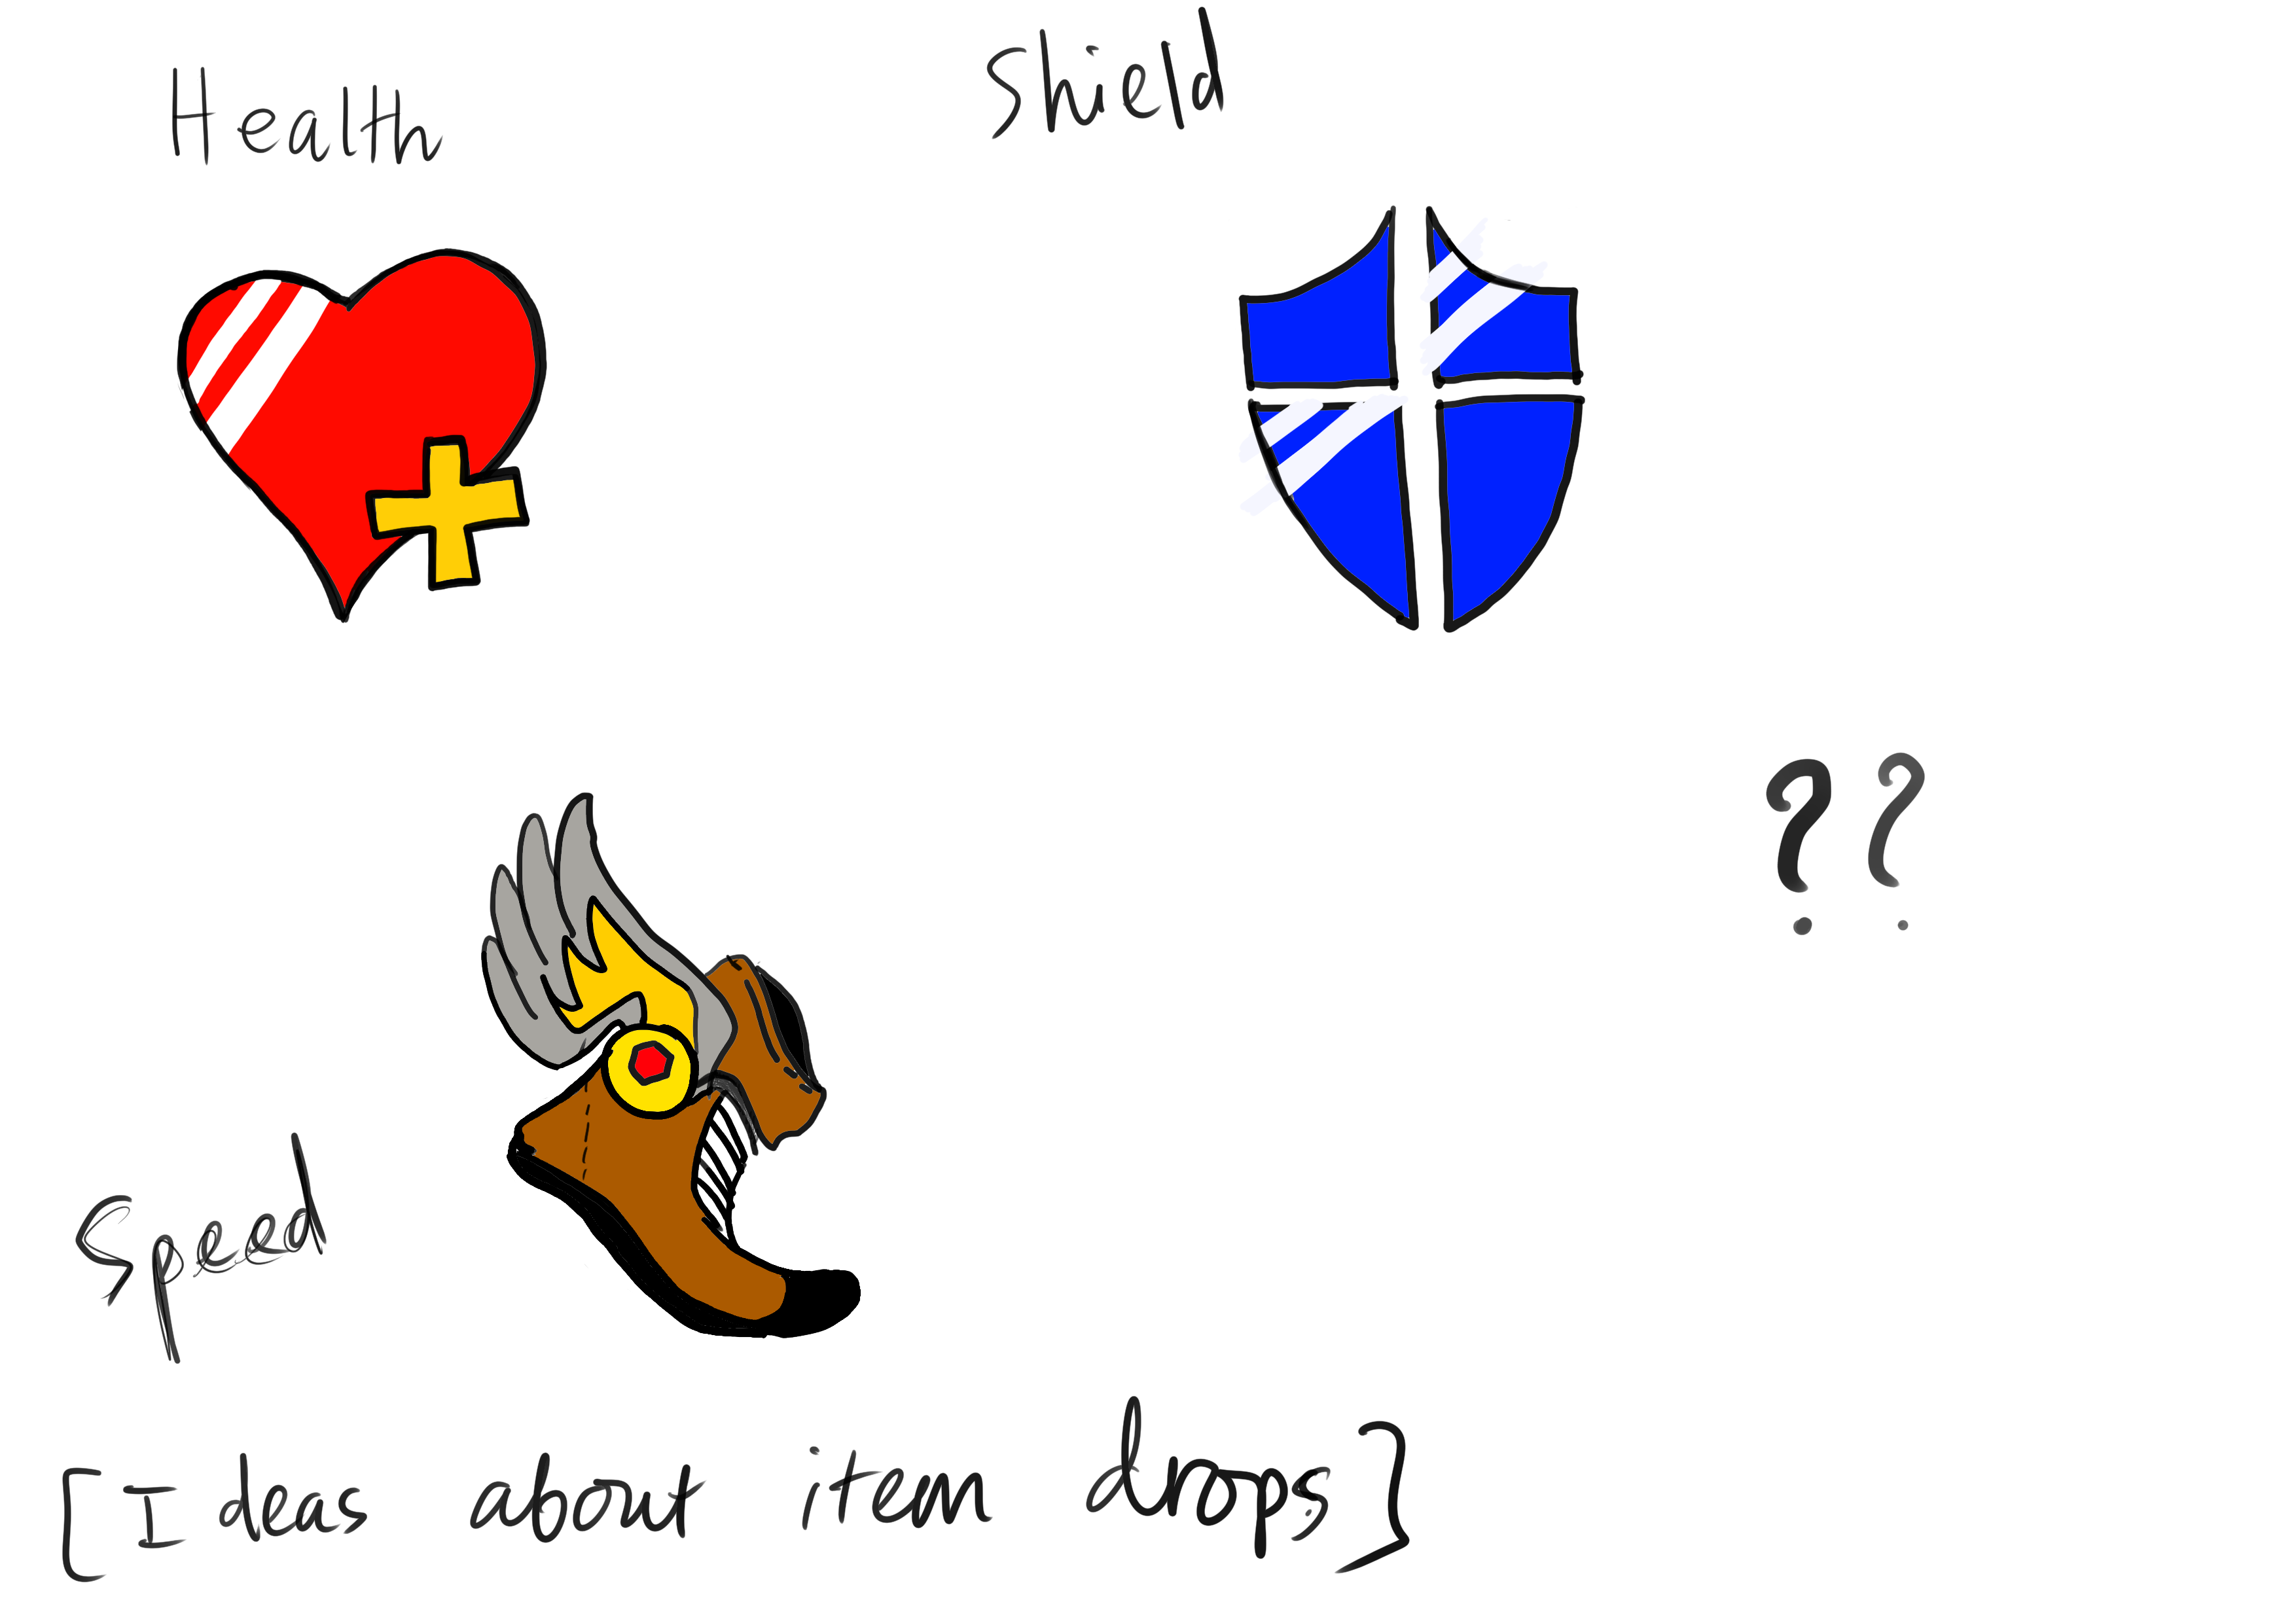 Health
Shield
??
Speed
[Ideas about item drops]